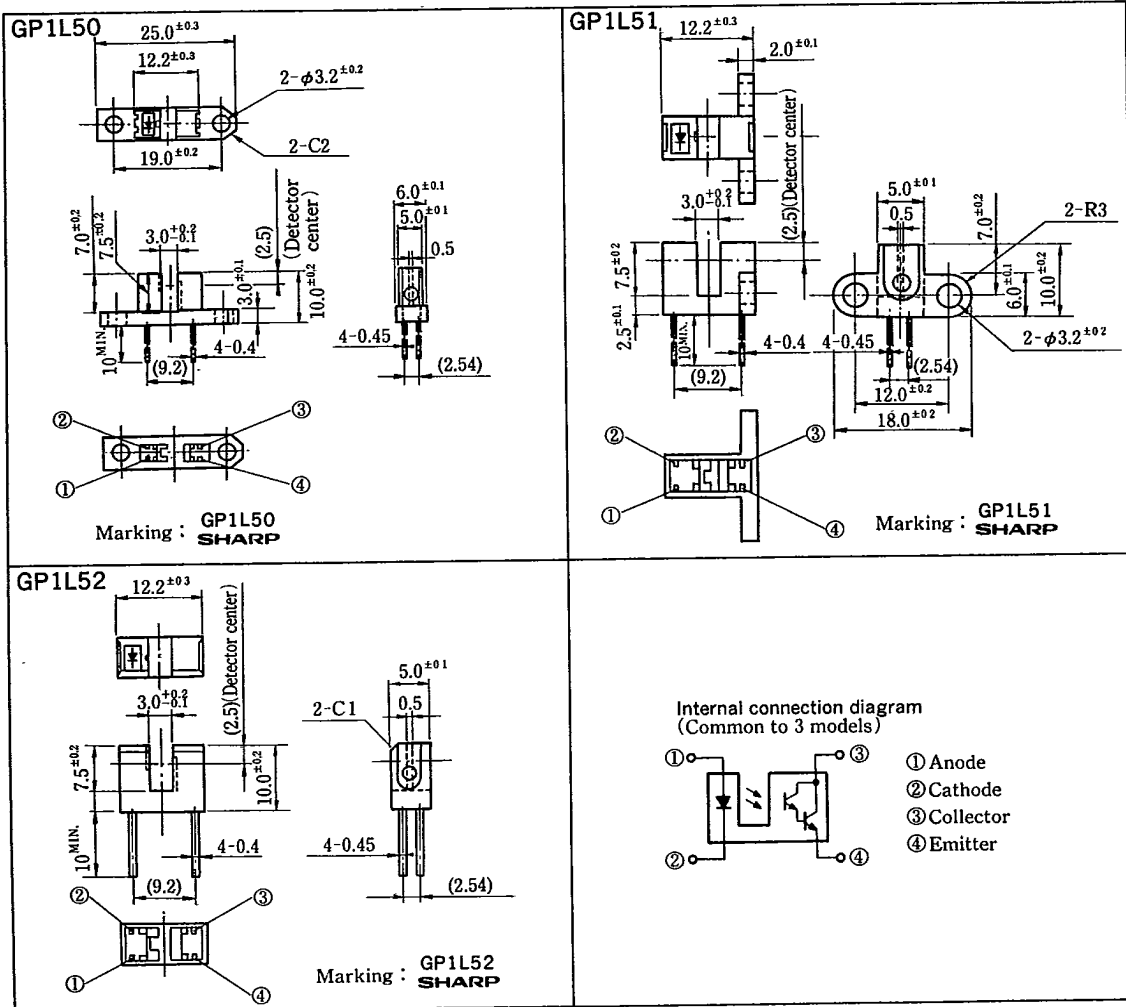 GP1L50
25.0±0.3
12.2±0.3
2-φ3.2±0.2
2-C2
19.0±0.2
7.0±0.2
7.5±0.2
3.0+0.2-0.1
(2.5)
(Detector center)
3.0±0.1
10.0±0.2
6.0±0.1
5.0±0.1
0.5
10MIN.
4-0.4
(9.2)
4-0.45
(2.54)
②
③
①
④
Marking : GP1L50
SHARP
GP1L51
12.2±0.3
2.0±0.1
3.0+0.2-0.1
(2.5)(Detector center)
5.0±0.1
0.5
7.0±0.2
2-R3
7.5±0.2
2.5±0.1
10MIN.
4-0.4
(9.2)
4-0.45
6.0±0.1
10.0±0.2
2-φ3.2±0.2
(2.54)
12.0±0.2
18.0±0.2
②
③
①
④
Marking : GP1L51
SHARP
GP1L52
12.2±0.3
3.0+0.2-0.1
(2.5)(Detector center)
5.0±0.1
2-C1
0.5
7.5±0.2
10.0±0.2
10MIN.
4-0.4
(9.2)
4-0.45
(2.54)
②
③
①
④
Marking : GP1L52
SHARP
Internal connection diagram
(Common to 3 models)
①
③
②
④
①Anode
②Cathode
③Collector
④Emitter